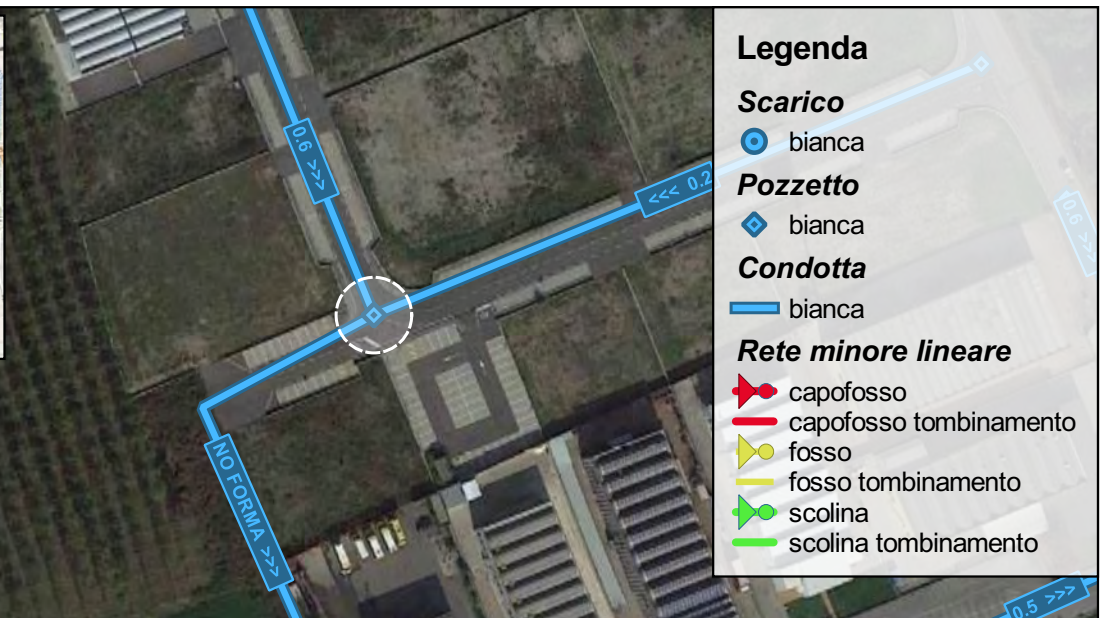 0.6 >>>
<<< 0.2
NO FORMA >>>
Legenda
Scarico
bianca
Pozzetto
bianca
Condotta
bianca
Rete minore lineare
capofosso
capofosso tombinamento
fosso
fosso tombinamento
scolina
scolina tombinamento
0.6 >>>
0.5 >>>